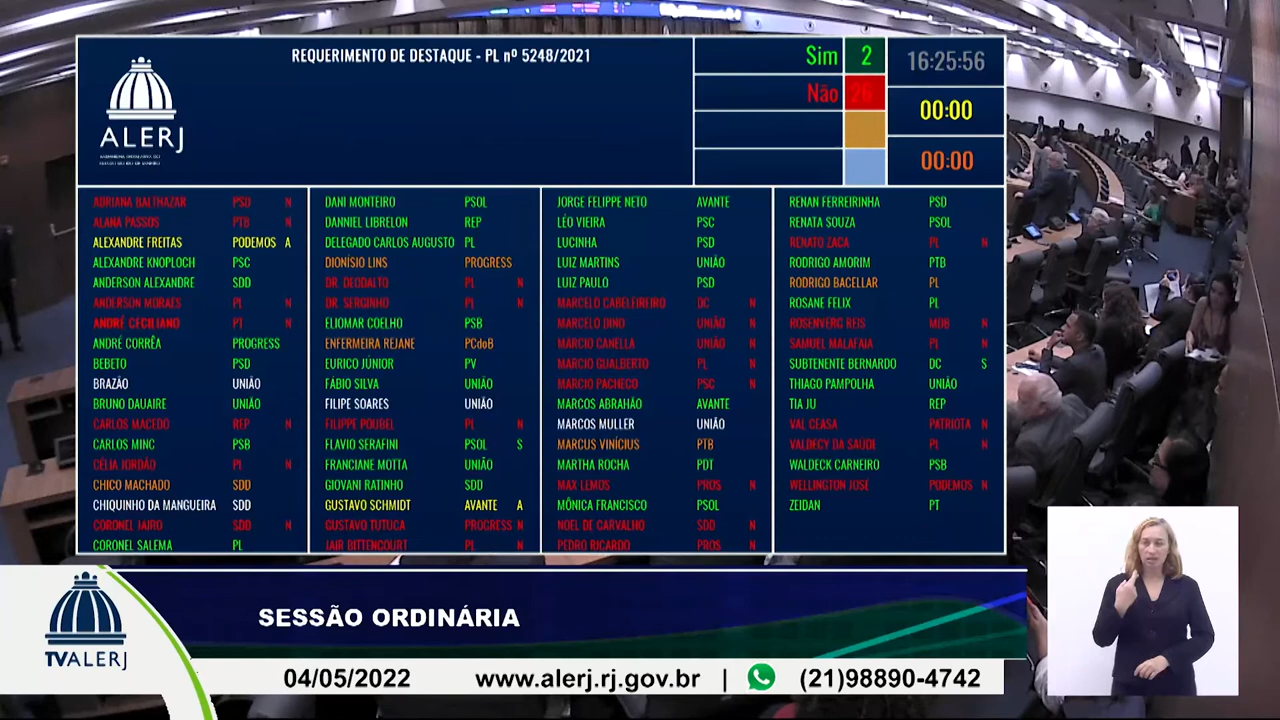 REQUERIMENTO DE DESTAQUE - PL nº 5248/2021
ALERJ
Sim 2
Não 26
16:25:56
00:00
00:00
ADRIANA BALTHAZAR PSD N
ALANA PASSOS PTB N
ALEXANDRE FREITAS PODEMOS A
ALEXANDRE KNOPLOCH PSC
ANDERSON ALEXANDRE SDD
ANDERSON MORAES PL N
ANDRÉ CECILIANO PT N
ANDRÉ CORRÊA PROGRESS
BEBETO PSD
BRAZÃO UNIÃO
BRUNO DAUAIRE UNIÃO
CARLOS MACEDO REP N
CARLOS MINC PSB
CÉLIA JORDÃO PL N
CHICO MACHADO SDD
CHIQUINHO DA MANGUEIRA SDD
CORONEL JAIRO SDD N
CORONEL SALEMA PL
DANI MONTEIRO PSOL
DANNIEL LIBRELON REP
DELEGADO CARLOS AUGUSTO PL
DIONÍSIO LINS PROGRESS
DR. DEODALTO PL N
DR. SERGINHO PL N
ELIOMAR COELHO PSB
ENFERMEIRA REJANE PCdoB
EURICO JÚNIOR PV
FÁBIO SILVA UNIÃO
FILIPE SOARES UNIÃO
FILIPPE POUBEL PL N
FLAVIO SERAFINI PSOL S
FRANCIANE MOTTA UNIÃO
GIOVANI RATINHO SDD
GUSTAVO SCHMIDT AVANTE A
GUSTAVO TUTUCA PROGRESS N
JAIR BITTENCOURT PL N
JORGE FELIPPE NETO AVANTE
LÉO VIEIRA PSC
LUCINHA PSD
LUIZ MARTINS UNIÃO
LUIZ PAULO PSD
MARCELO CABELEIREIRO DC N
MARCELO DINO UNIÃO N
MÁRCIO CANELLA UNIÃO N
MÁRCIO GUALBERTO PL N
MARCIO PACHECO PSC N
MARCOS ABRAHÃO AVANTE
MARCOS MULLER UNIÃO
MARCUS VINÍCIUS PTB
MARTHA ROCHA PDT
MAX LEMOS PROS N
MÔNICA FRANCISCO PSOL
NOEL DE CARVALHO SDD N
PEDRO RICARDO PROS N
RENAN FERREIRINHA PSD
RENATA SOUZA PSOL
RENATO ZACA PL N
RODRIGO AMORIM PTB
RODRIGO BACELLAR PL
ROSANE FELIX PL
ROSENVERG REIS MDB N
SAMUEL MALAFAIA PL N
SUBTENENTE BERNARDO DC S
THIAGO PAMPOLHA UNIÃO
TIA JU REP
VAL CEASA PATRIOTA N
VALDECY DA SAÚDE PL N
WALDECK CARNEIRO PSB
WELLINGTON JOSÉ PODEMOS N
ZEIDAN PT
TVALERJ
SESSÃO ORDINÁRIA
04/05/2022 www.alerj.rj.gov.br | (21)98890-4742